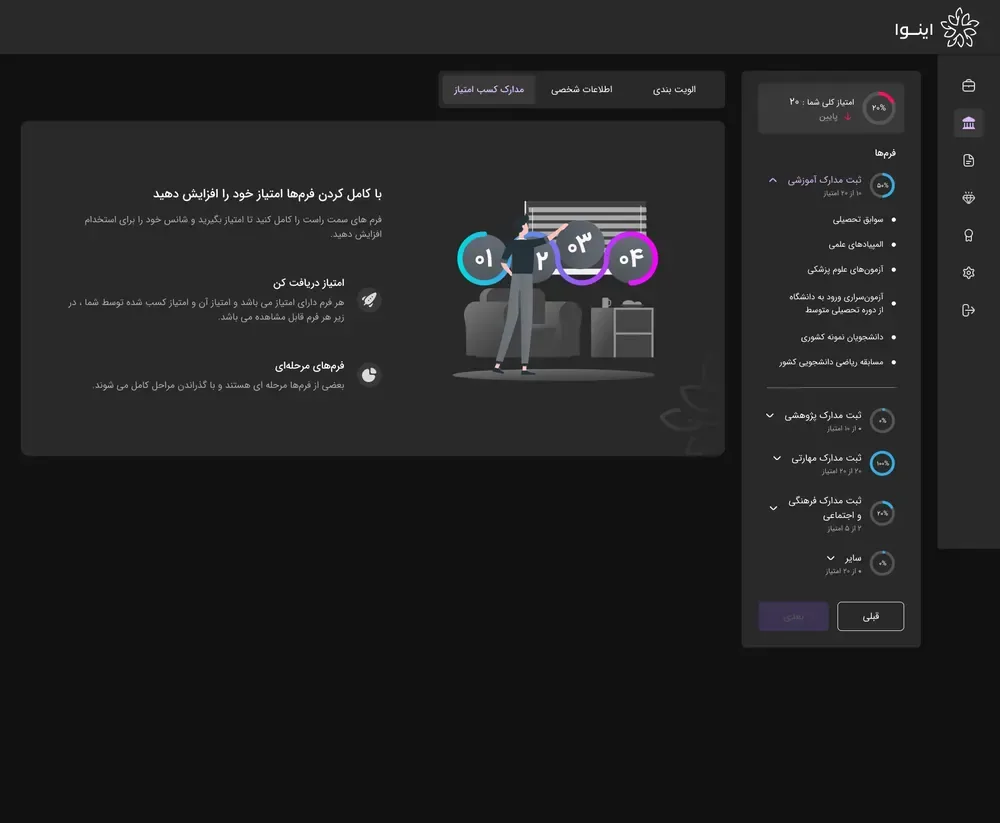 اینــوا
الویت بندی
اطلاعات شخصی
مدارک کسب امتیاز
۲۰%
امتیاز کلی شما : ۲۰
پایین
فرم‌ها
۵۰%
ثبت مدارک آموزشی
۱۰ از ۲۰ امتیاز
سوابق تحصیلی
المپیادهای علمی
آزمون‌های علوم پزشکی
آزمون‌سراری ورود به دانشگاه
از دوره تحصیلی متوسط
دانشجویان نمونه کشوری
مسابقه ریاضی دانشجویی کشور
۰%
ثبت مدارک پژوهشی
۰ از ۱۰ امتیاز
۱۰۰%
ثبت مدارک مهارتی
۲۰ از ۲۰ امتیاز
۲۰%
ثبت مدارک فرهنگی
و اجتماعی
۲ از ۵ امتیاز
۰%
سایر
۰ از ۲۰ امتیاز
قبلی
بعدی
۰۱ ۲ ۰۳ ۰۴
با کامل کردن فرم‌ها امتیاز خود را افزایش دهید
فرم های سمت راست را کامل کنید تا امتیاز بگیرید و شانس خود را برای استخدام
افزایش دهید.
امتیاز دریافت کن
هر فرم دارای امتیاز می باشد و امتیاز آن و امتیاز کسب شده توسط شما ، در
زیر هر فرم قابل مشاهده می باشد.
فرم‌های مرحله‌ای
بعضی از فرم‌ها مرحله ای هستند و با گذراندن مراحل کامل می شوند.